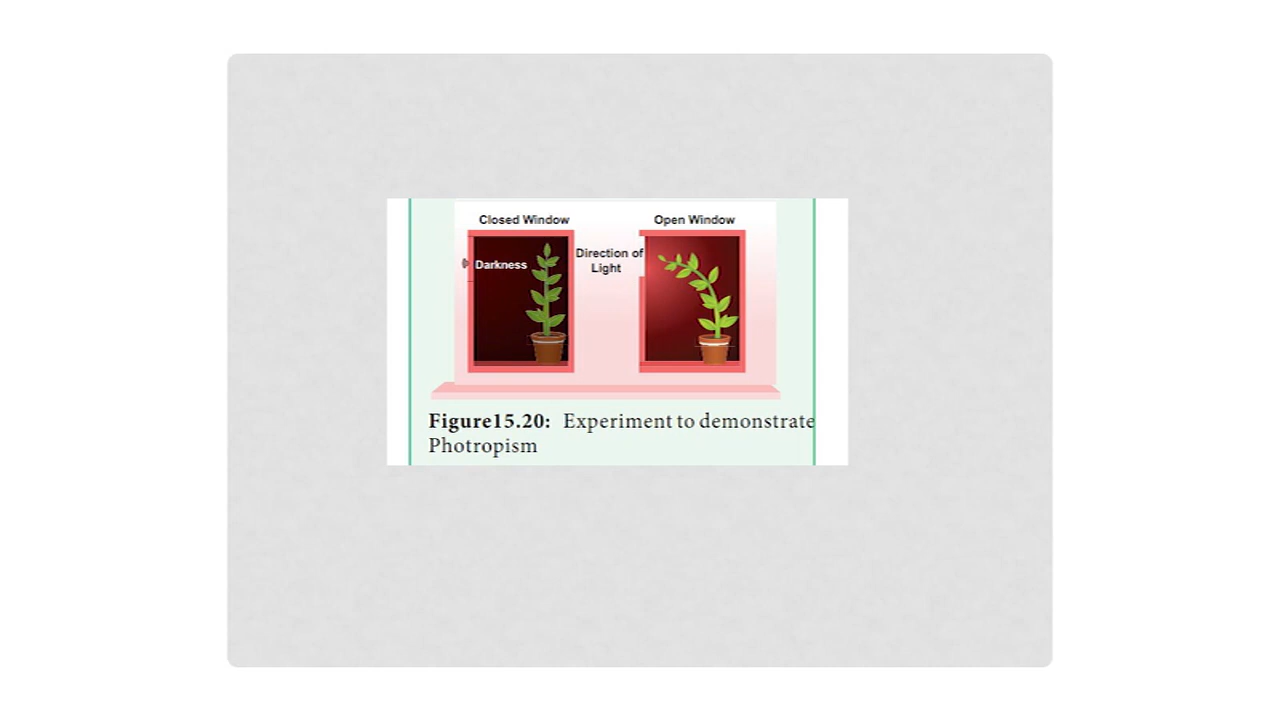 Closed Window
Open Window
Darkness
Direction of
Light
Figure15.20: Experiment to demonstrate
Photropism